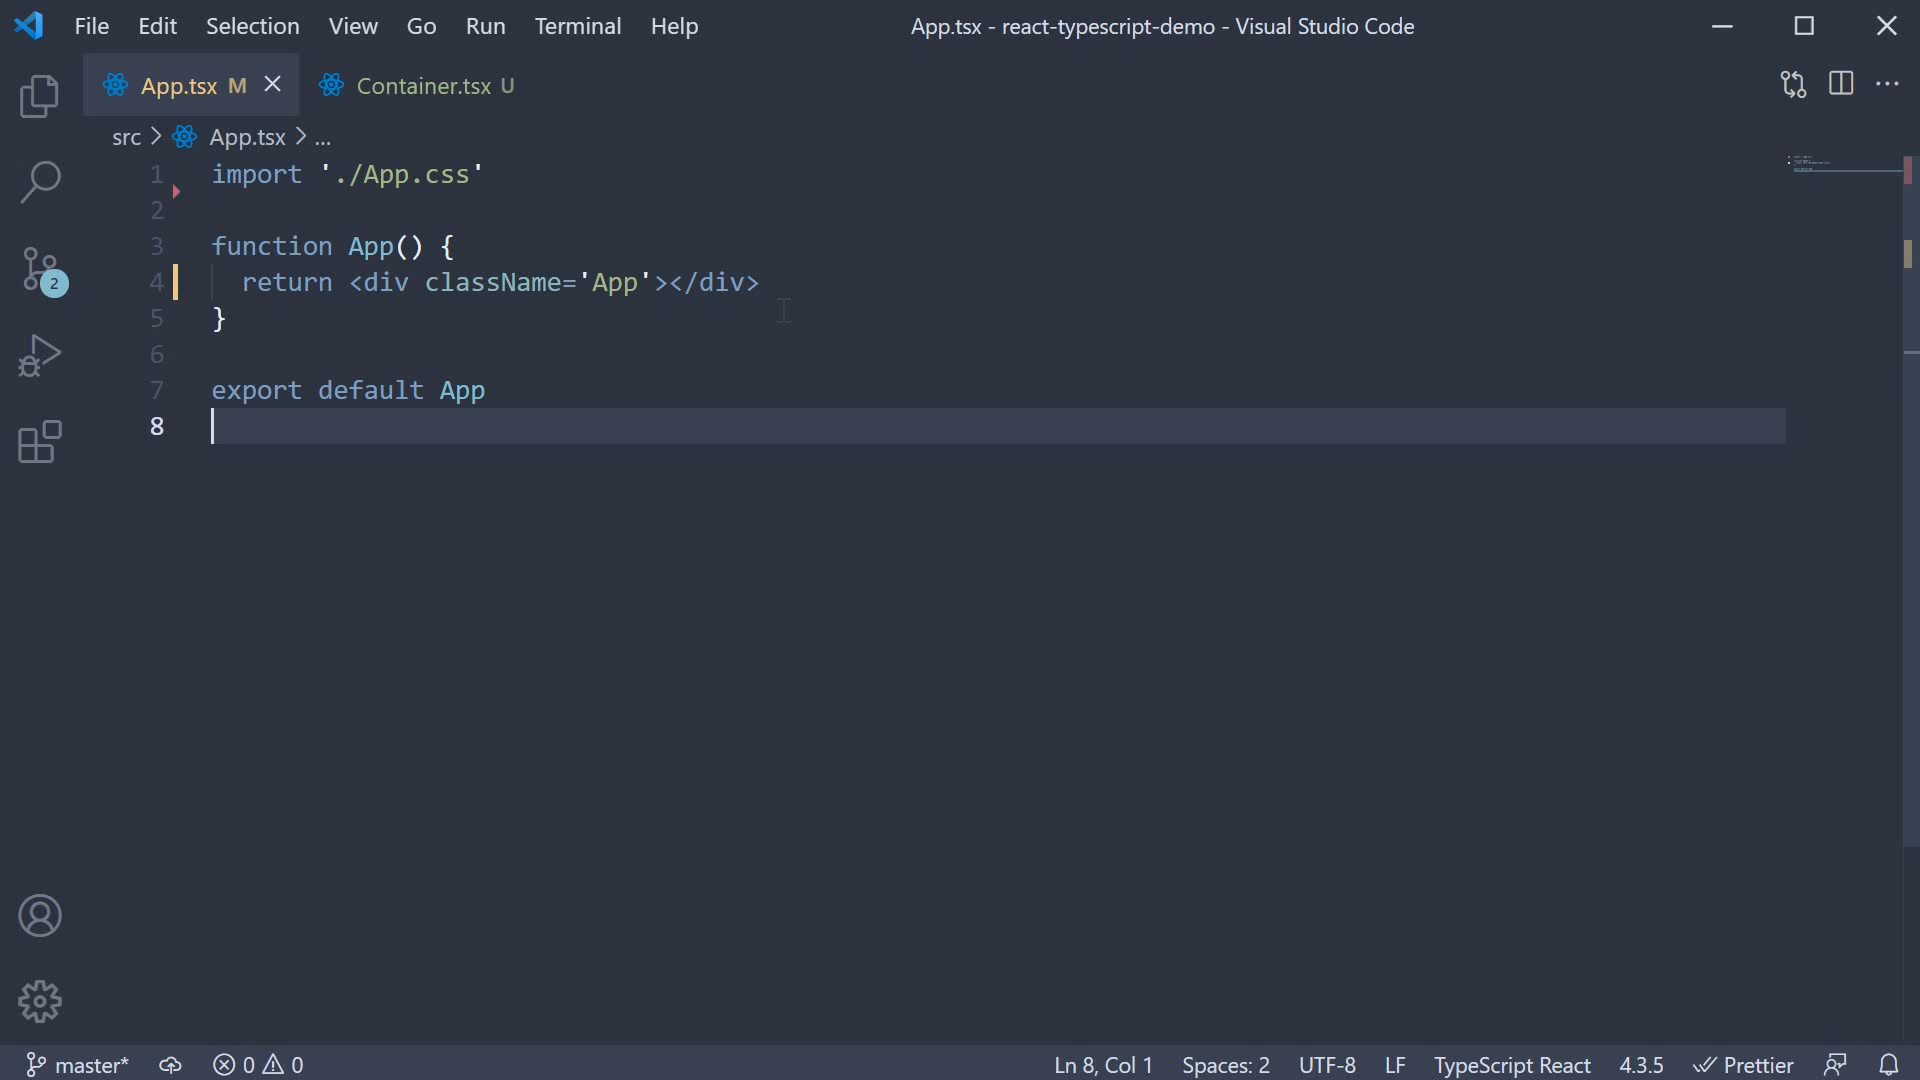 File Edit Selection View Go Run Terminal Help App.tsx - react-typescript-demo - Visual Studio Code
App.tsx M Container.tsx U
src > App.tsx > ...
1 import './App.css'
2
3 function App() {
4 return <div className='App'></div>
5 }
6
7 export default App
8
2
master* 0 0 Ln 8, Col 1 Spaces: 2 UTF-8 LF TypeScript React 4.3.5 Prettier